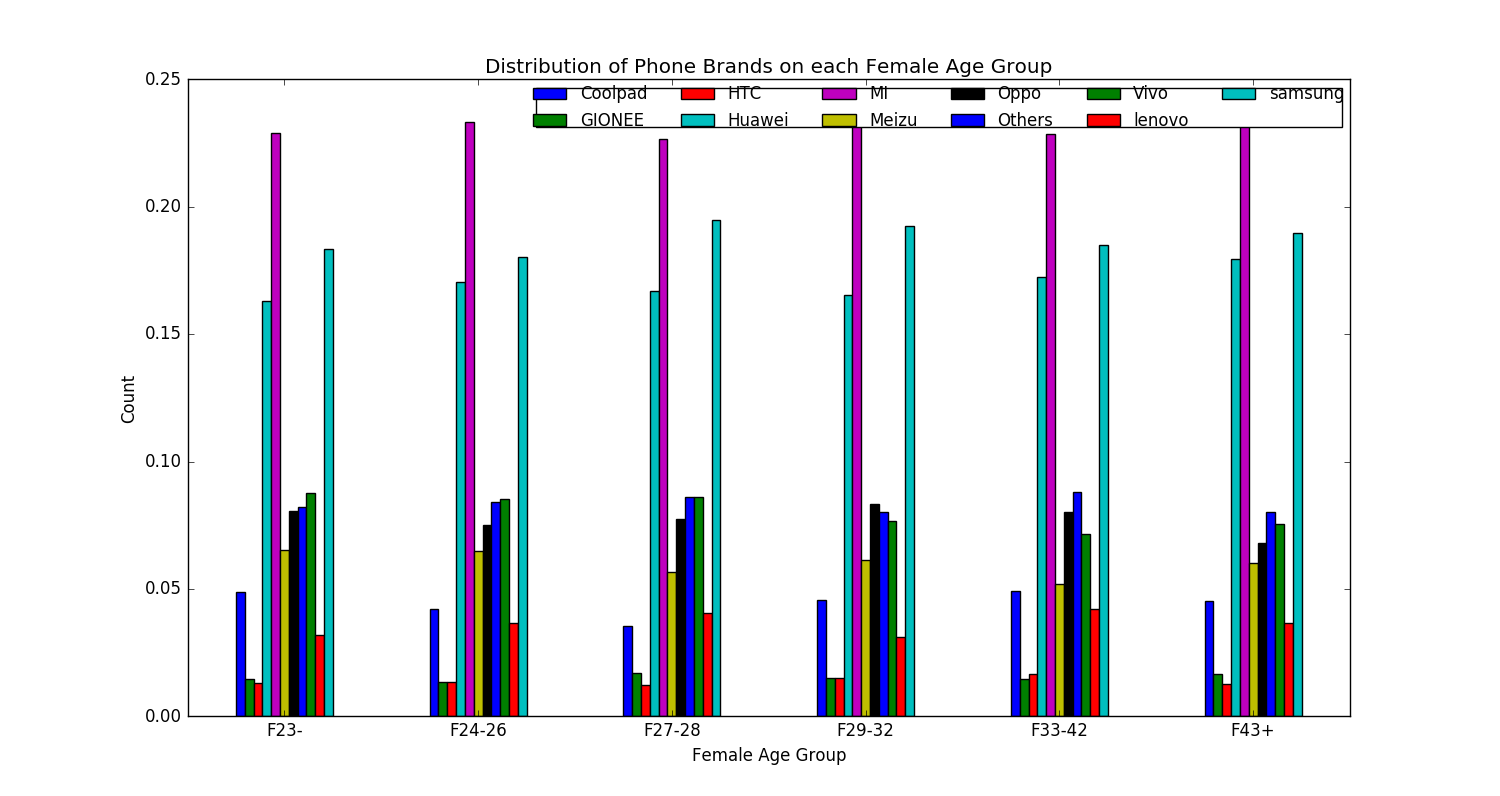 Distribution of Phone Brands on each Female Age Group
Coolpad HTC MI Oppo Vivo samsung
GIONEE Huawei Meizu Others lenovo
0.25
0.20
0.15
0.10
0.05
0.00
Count
F23- F24-26 F27-28 F29-32 F33-42 F43+
Female Age Group